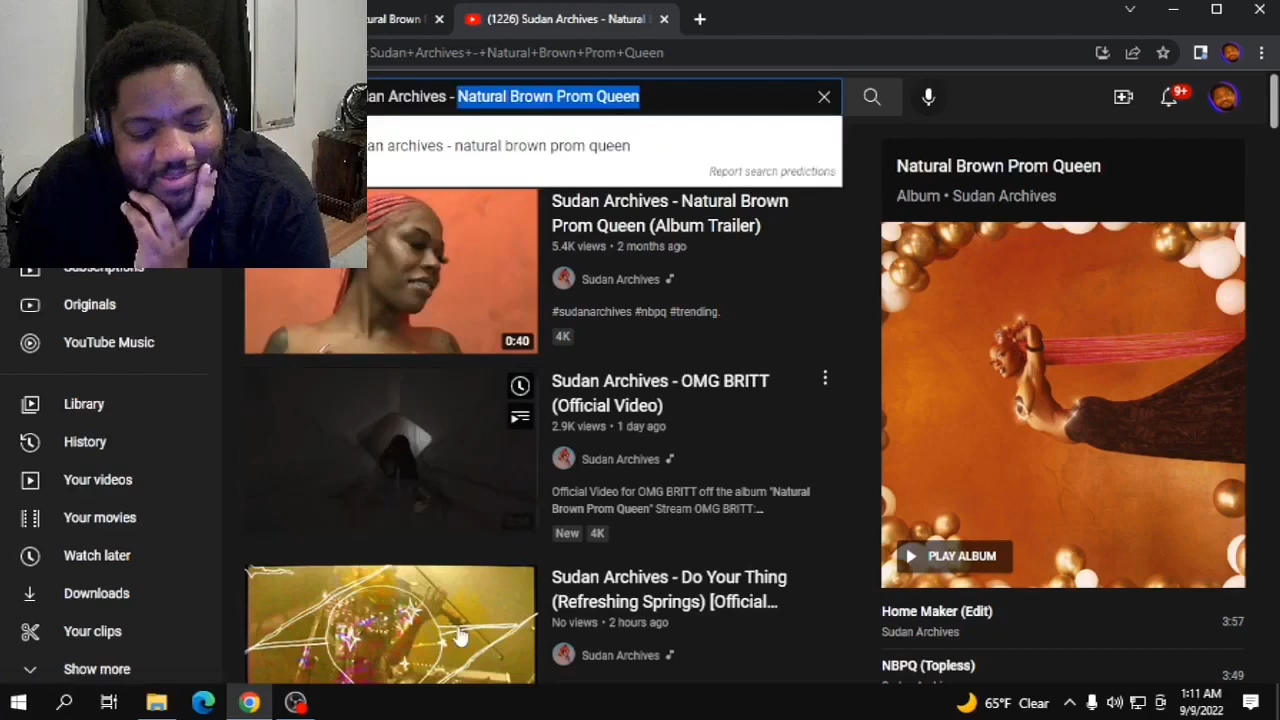 ural Brown
(1226) Sudan Archives - Natural
Sudan+Archives+-+Natural+Brown+Prom+Queen
an Archives - Natural Brown Prom Queen
9+
an archives - natural brown prom queen
Report search predictions
Subscriptions
Originals
YouTube Music
Library
History
Your videos
Your movies
Watch later
Downloads
Your clips
Show more
0:40
Sudan Archives - Natural Brown
Prom Queen (Album Trailer)
5.4K views • 2 months ago
Sudan Archives
#sudanarchives #nbpq #trending.
4K
Sudan Archives - OMG BRITT
(Official Video)
2.9K views • 1 day ago
Sudan Archives
Official Video for OMG BRITT off the album "Natural
Brown Prom Queen" Stream OMG BRITT:...
New 4K
Sudan Archives - Do Your Thing
(Refreshing Springs) [Official...
No views • 2 hours ago
Sudan Archives
Natural Brown Prom Queen
Album • Sudan Archives
PLAY ALBUM
Home Maker (Edit)
Sudan Archives
3:57
NBPQ (Topless)
3:49
65°F Clear
1:11 AM
9/9/2022